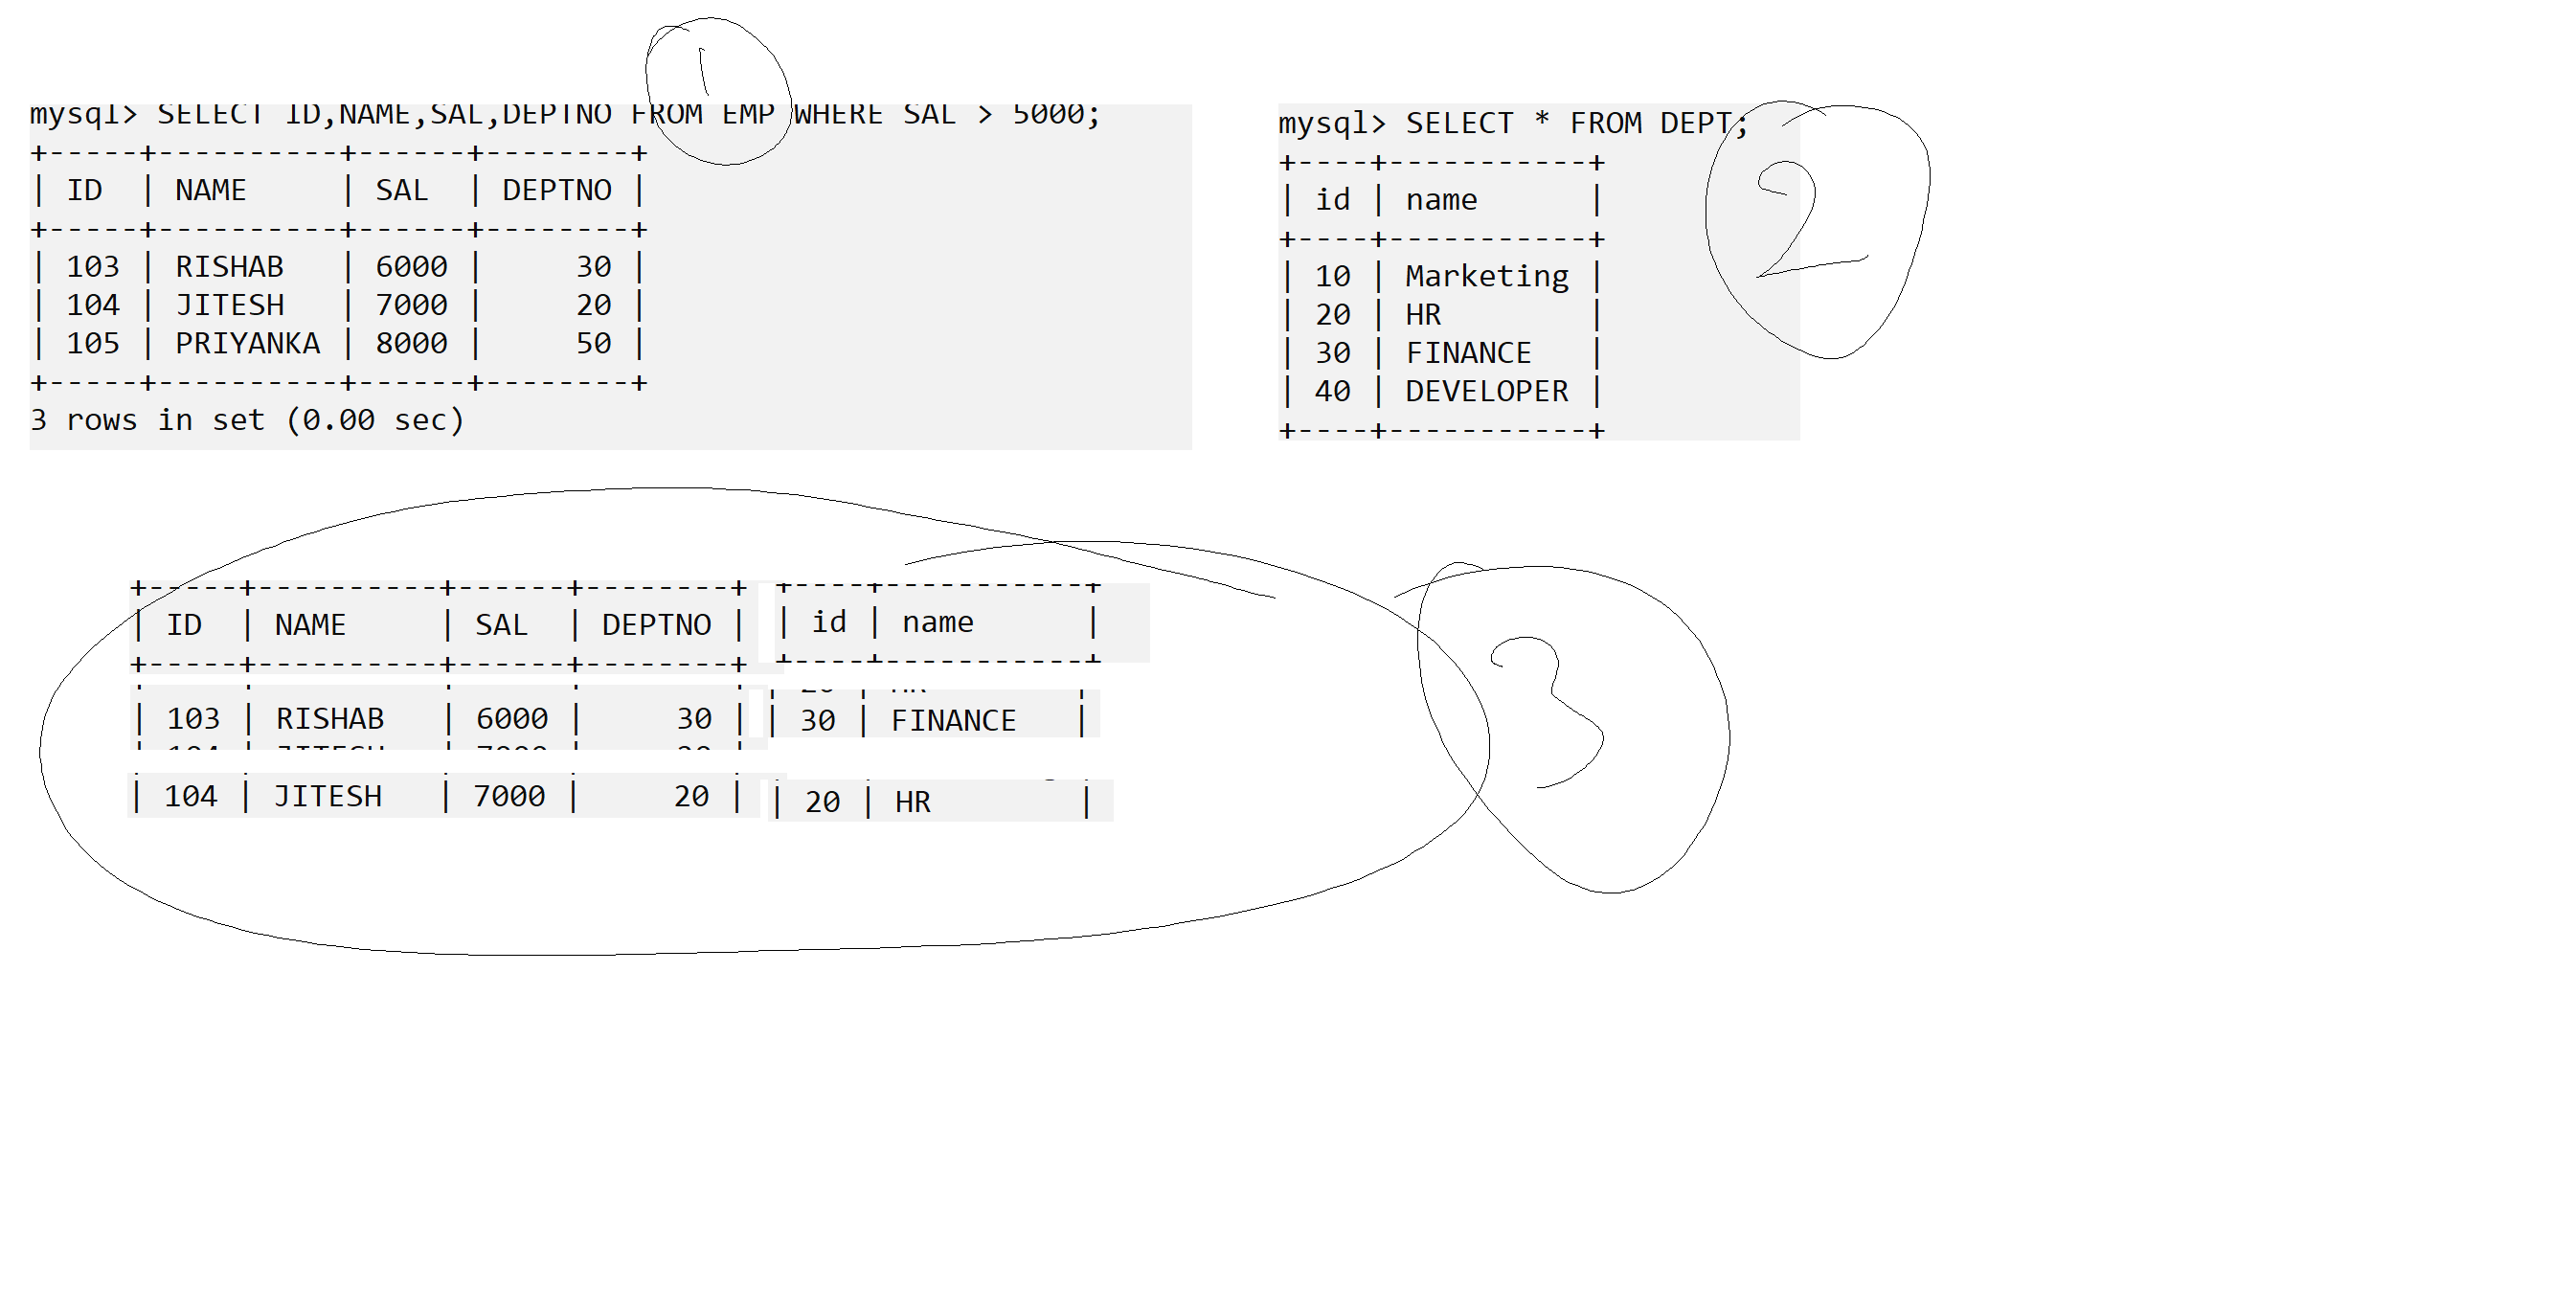 1
mysql> SELECT ID,NAME,SAL,DEPTNO FROM EMP WHERE SAL > 5000;
+-----+----------+------+--------+
| ID  | NAME     | SAL  | DEPTNO |
+-----+----------+------+--------+
| 103 | RISHAB   | 6000 |     30 |
| 104 | JITESH   | 7000 |     20 |
| 105 | PRIYANKA | 8000 |     50 |
+-----+----------+------+--------+
3 rows in set (0.00 sec)
mysql> SELECT * FROM DEPT;
+----+-----------+
| id | name      |
+----+-----------+
| 10 | Marketing |
| 20 | HR        |
| 30 | FINANCE   |
| 40 | DEVELOPER |
+----+-----------+
2
+-----+----------+------+--------+ +----+-----------+
| ID  | NAME     | SAL  | DEPTNO | | id | name      |
+-----+----------+------+--------+ +----+-----------+
| 103 | RISHAB   | 6000 |     30 | | 30 | FINANCE   |
| 104 | JITESH   | 7000 |     20 | | 20 | HR        |
3